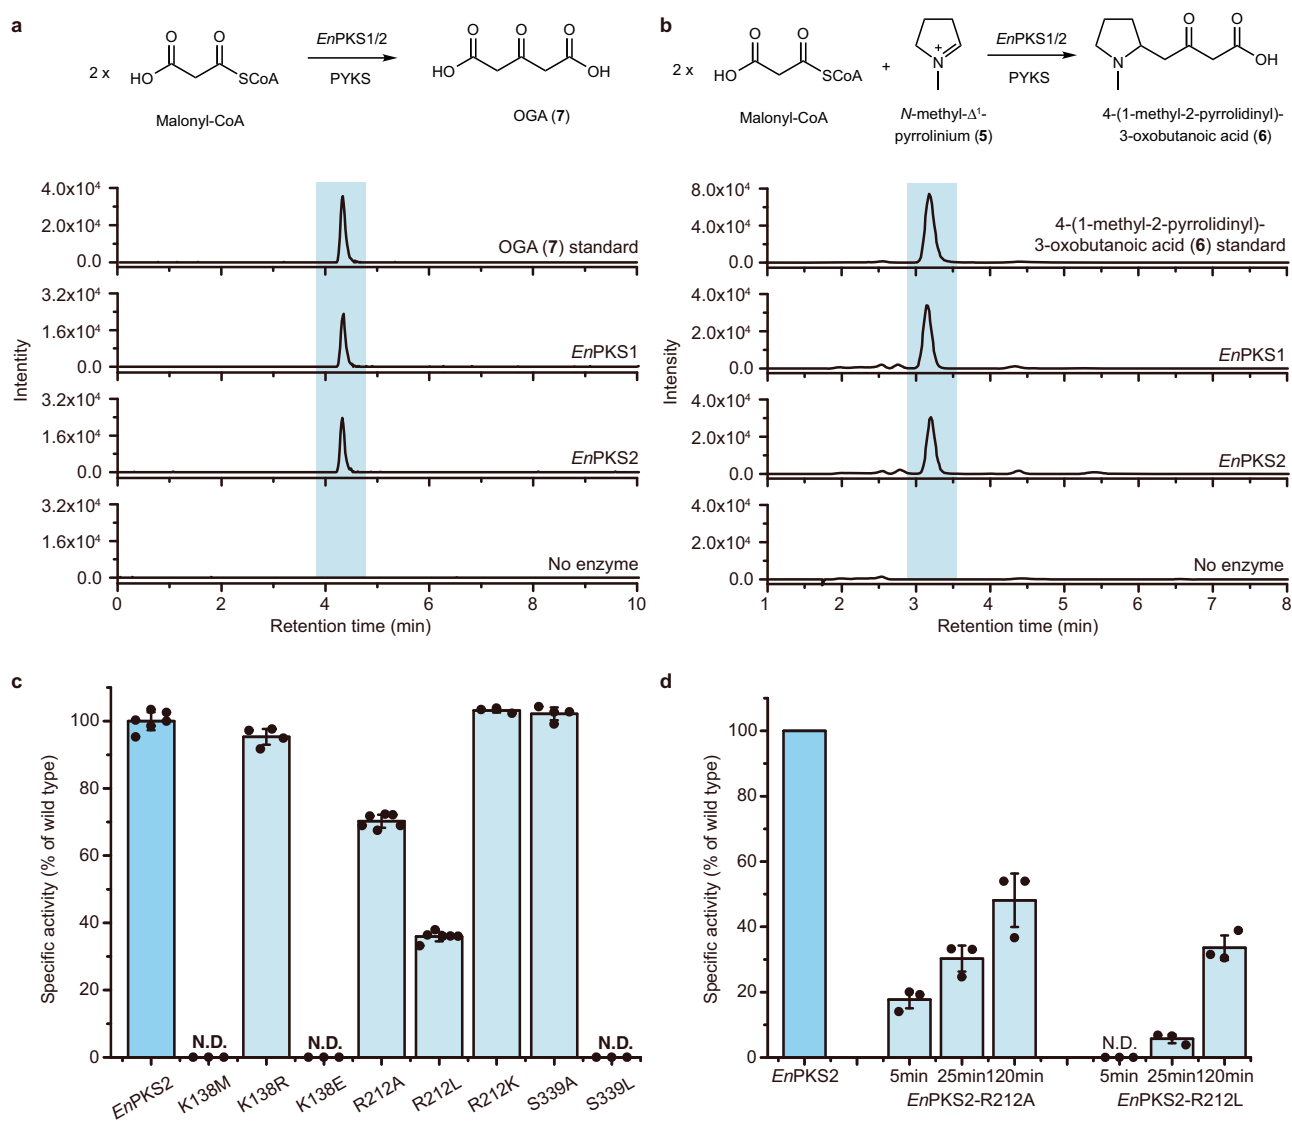 a
2 x
O O
HO SCoA
Malonyl-CoA
EnPKS1/2
PYKS
O O O
HO OH
OGA (7)
4.0x10⁴
2.0x10⁴
0.0
OGA (7) standard
3.2x10⁴
1.6x10⁴
0.0
EnPKS1
3.2x10⁴
1.6x10⁴
0.0
EnPKS2
3.2x10⁴
1.6x10⁴
0.0
No enzyme
Intentity
0 2 4 6 8 10
Retention time (min)
b
2 x
O O
HO SCoA
Malonyl-CoA
+
N
+
N-methyl-Δ¹-
pyrrolinium (5)
EnPKS1/2
PYKS
O O
N OH
4-(1-methyl-2-pyrrolidinyl)-
3-oxobutanoic acid (6)
8.0x10⁴
4.0x10⁴
0.0
4-(1-methyl-2-pyrrolidinyl)-
3-oxobutanoic acid (6) standard
4.0x10⁴
2.0x10⁴
0.0
EnPKS1
4.0x10⁴
2.0x10⁴
0.0
EnPKS2
4.0x10⁴
2.0x10⁴
0.0
No enzyme
Intensity
1 2 3 4 5 6 7 8
Retention time (min)
c
Specific activity (% of wild type)
100
80
60
40
20
0
N.D. N.D. N.D.
EnPKS2 K138M K138R K138E R212A R212L R212K S339A S339L
d
Specific activity (% of wild type)
100
80
60
40
20
0
N.D.
EnPKS2 5min 25min 120min 5min 25min 120min
EnPKS2-R212A EnPKS2-R212L